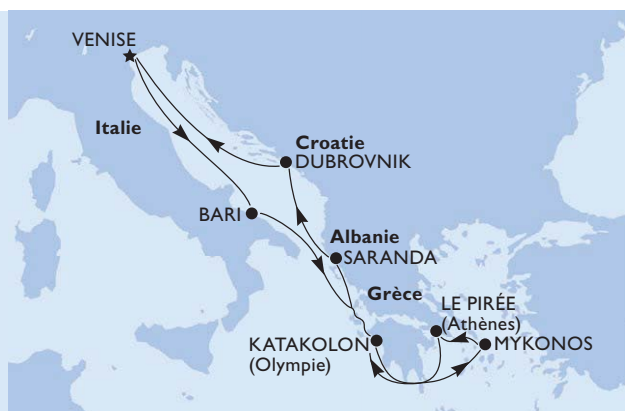 VENISE
Italie
Croatie
DUBROVNIK
BARI
Albanie
SARANDA
Grèce
LE PIRÉE
(Athènes)
MYKONOS
KATAKOLON
(Olympie)